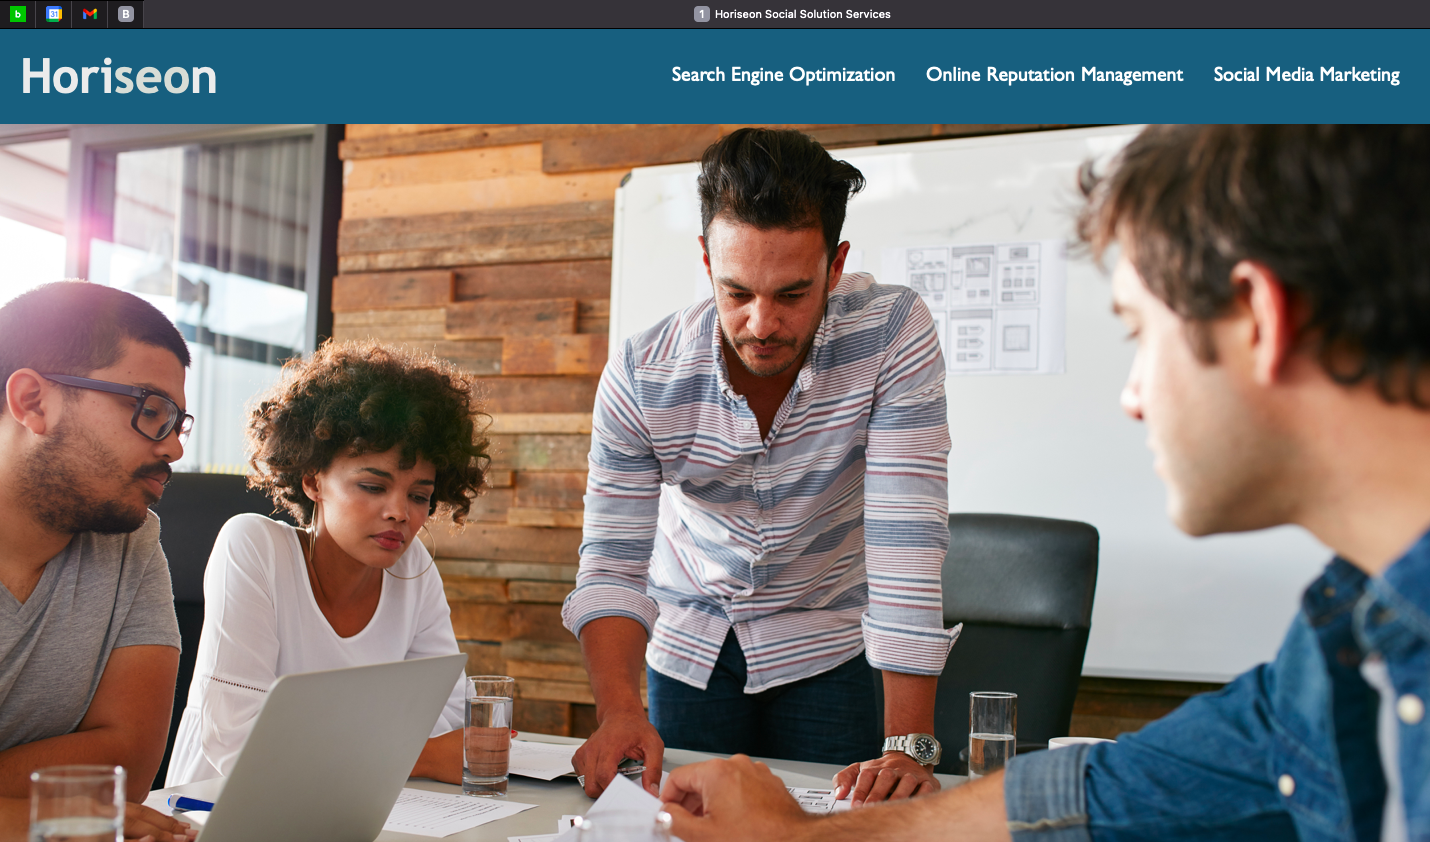 b
31
B
1 Horiseon Social Solution Services
Horiseon
Search Engine Optimization
Online Reputation Management
Social Media Marketing